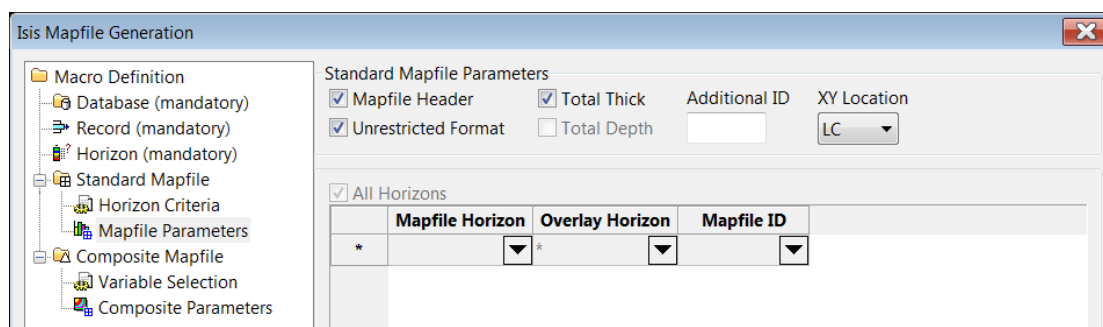 Isis Mapfile Generation
Macro Definition
Database (mandatory)
Record (mandatory)
Horizon (mandatory)
Standard Mapfile
Horizon Criteria
Mapfile Parameters
Composite Mapfile
Variable Selection
Composite Parameters
Standard Mapfile Parameters
Mapfile Header Total Thick Additional ID XY Location
Unrestricted Format Total Depth LC
All Horizons
Mapfile Horizon Overlay Horizon Mapfile ID
* *